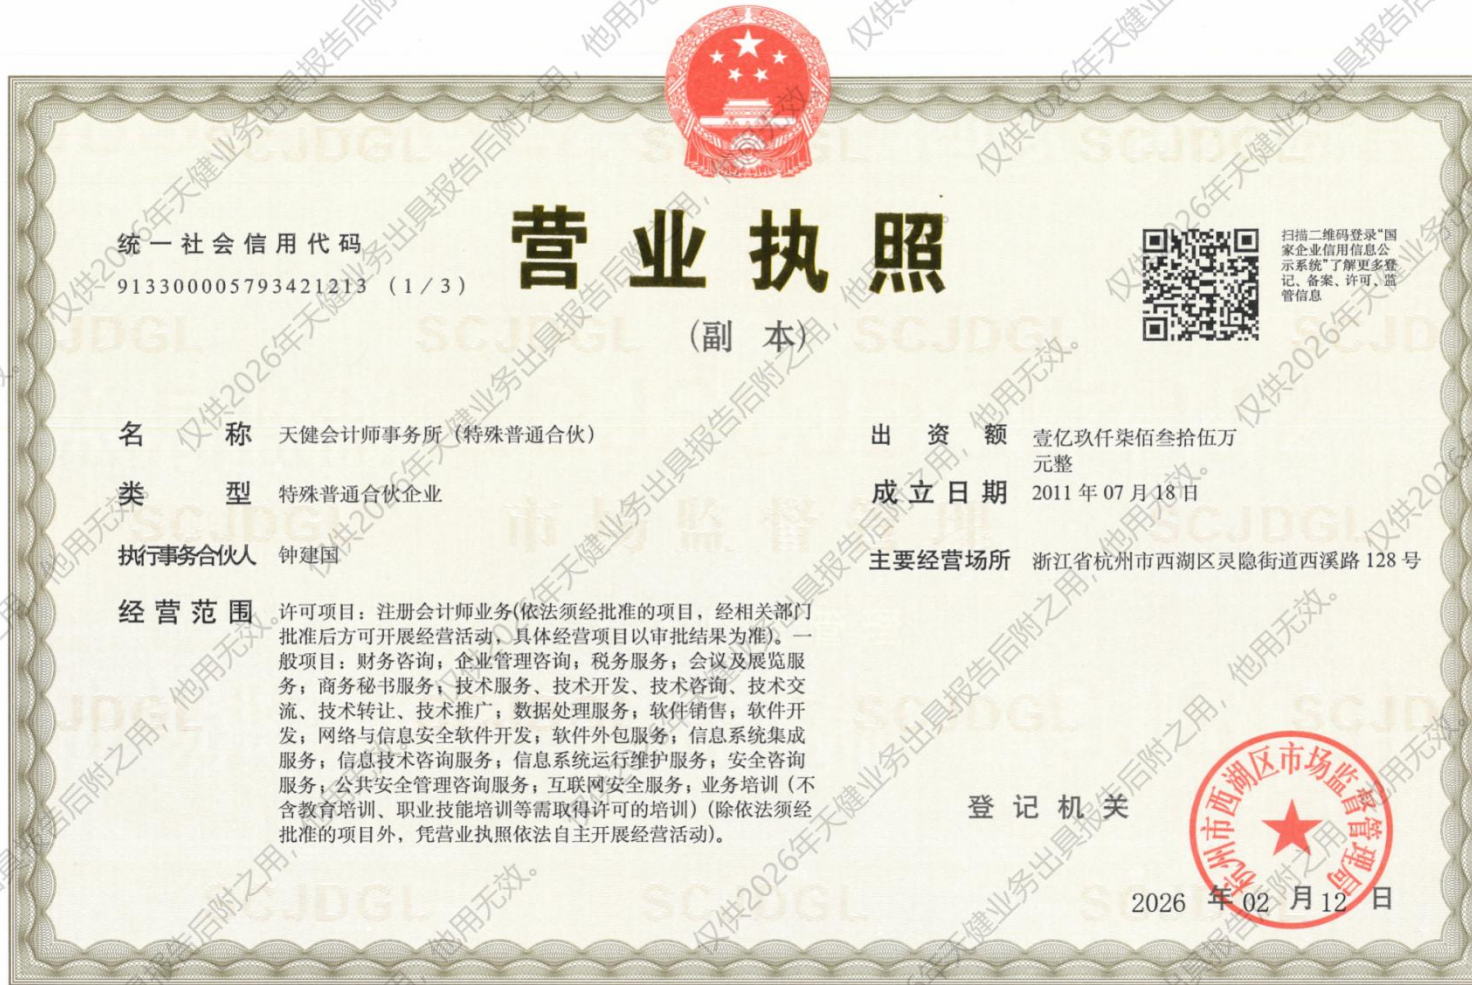 营业执照
(副 本)
统一社会信用代码
913300005793421213 (1/3)
扫描二维码登录“国
家企业信用信息公
示系统”了解更多登
记、备案、许可、监
管信息
名 称 天健会计师事务所（特殊普通合伙）
类 型 特殊普通合伙企业
执行事务合伙人 钟建国
经营范围 许可项目：注册会计师业务(依法须经批准的项目，经相关部门
批准后方可开展经营活动，具体经营项目以审批结果为准)。一
般项目：财务咨询；企业管理咨询；税务服务；会议及展览服
务；商务秘书服务；技术服务、技术开发、技术咨询、技术交
流、技术转让、技术推广；数据处理服务；软件销售；软件开
发；网络与信息安全软件开发；软件外包服务；信息系统集成
服务；信息技术咨询服务；信息系统运行维护服务；安全咨询
服务；公共安全管理咨询服务；互联网安全服务；业务培训（不
含教育培训、职业技能培训等需取得许可的培训）(除依法须经
批准的项目外，凭营业执照依法自主开展经营活动)。
出 资 额 壹亿玖仟柒佰叁拾伍万
元整
成立日期 2011 年 07 月 18 日
主要经营场所 浙江省杭州市西湖区灵隐街道西溪路 128 号
登记机关
杭州市西湖区市场监督管理局
2026 年 02 月 12 日
仅供2026年天健业务出具报告后附之用，他用无效。
SCJDGL
市场监督管理